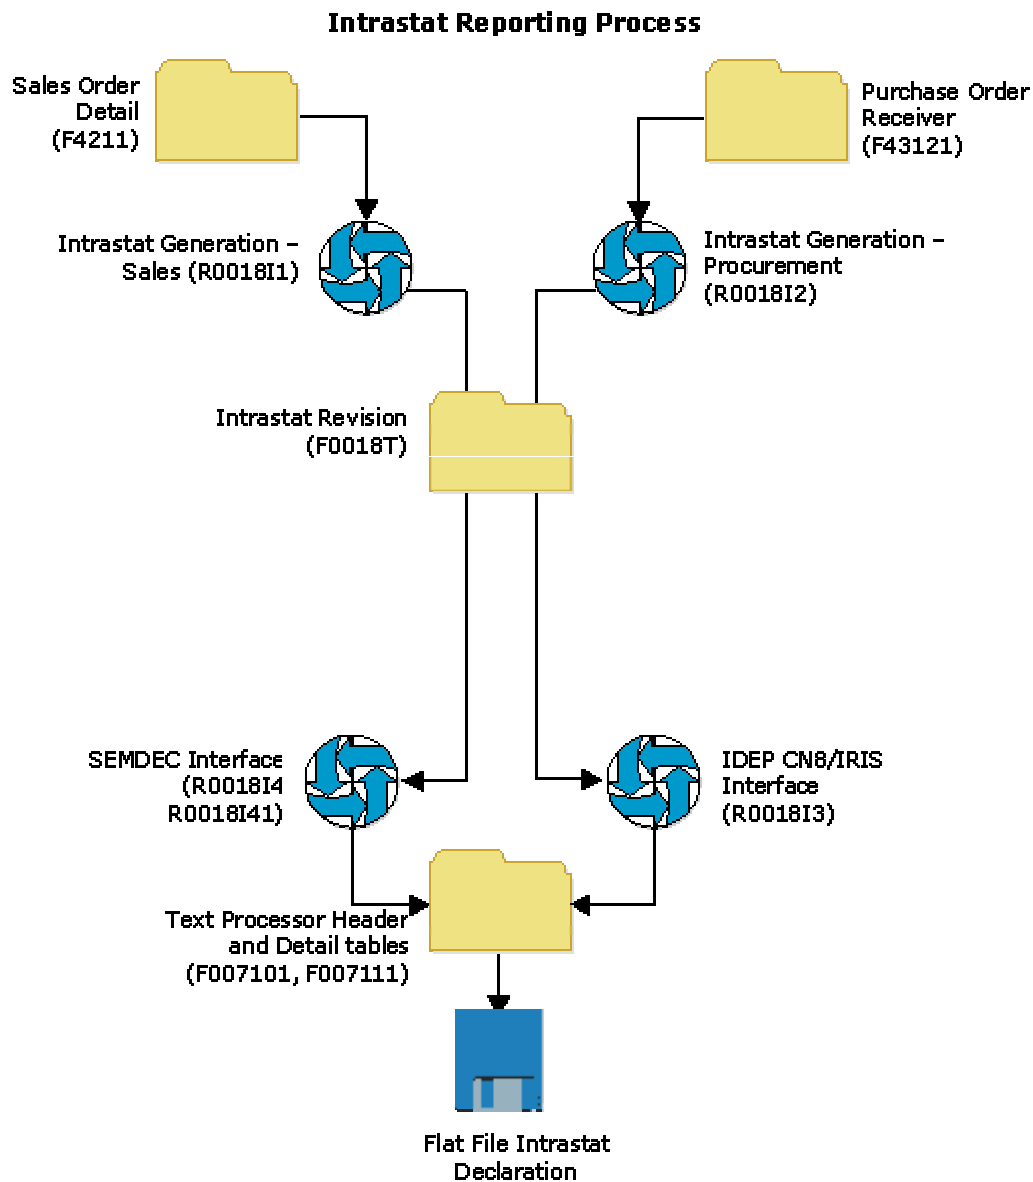 Intrastat Reporting Process
Sales Order
Detail
(F4211)
Purchase Order
Receiver
(F43121)
Intrastat Generation –
Sales (R0018I1)
Intrastat Generation –
Procurement
(R0018I2)
Intrastat Revision
(F0018T)
SEMDEC Interface
(R0018I4
R0018I41)
IDEP CN8/IRIS
Interface
(R0018I3)
Text Processor Header
and Detail tables
(F007101, F007111)
Flat File Intrastat
Declaration